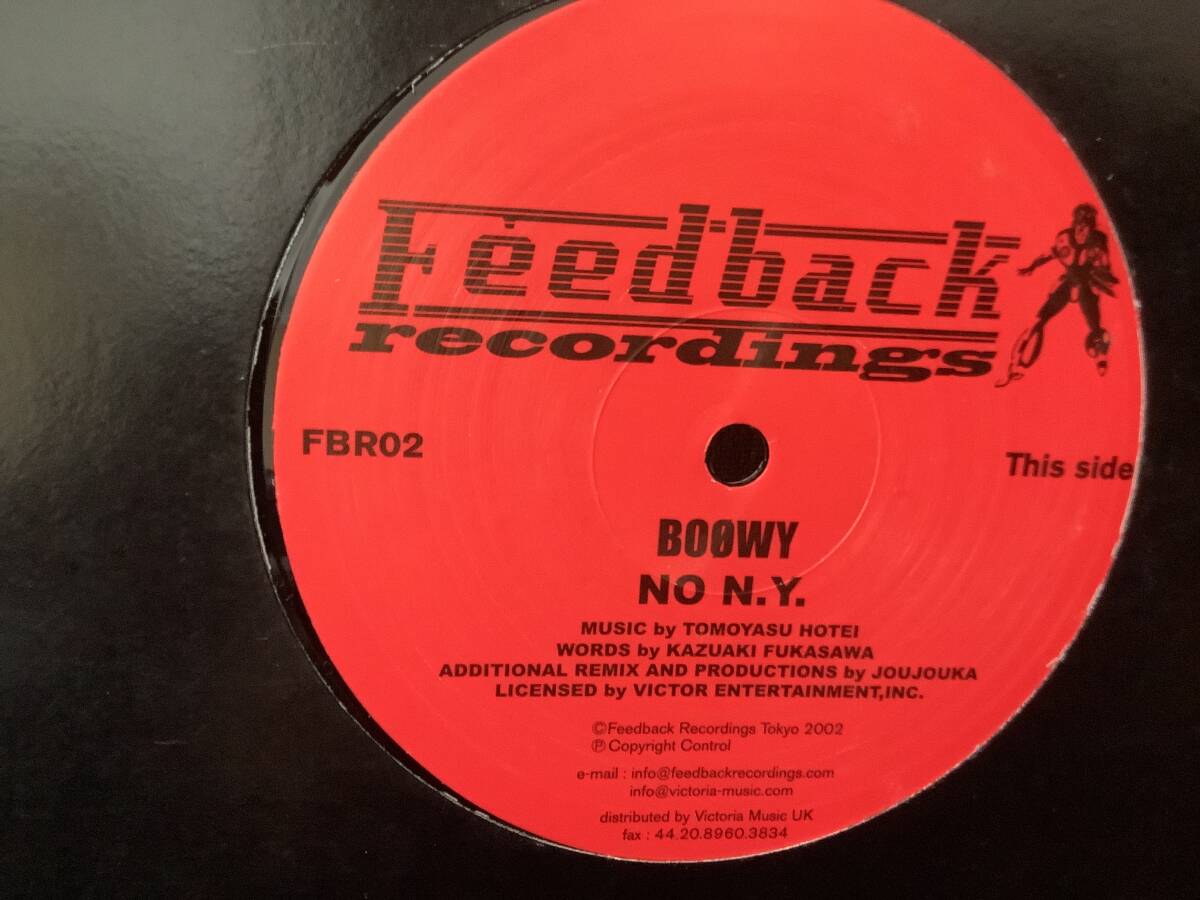 Feedback
recordings
FBR02
This side
BOØWY
NO N.Y.
MUSIC by TOMOYASU HOTEI
WORDS by KAZUAKI FUKASAWA
ADDITIONAL REMIX AND PRODUCTIONS by JOUJOUKA
LICENSED by VICTOR ENTERTAINMENT,INC.
©Feedback Recordings Tokyo 2002
℗ Copyright Control
e-mail : info@feedbackrecordings.com
info@victoria-music.com
distributed by Victoria Music UK
fax : 44.20.8960.3834